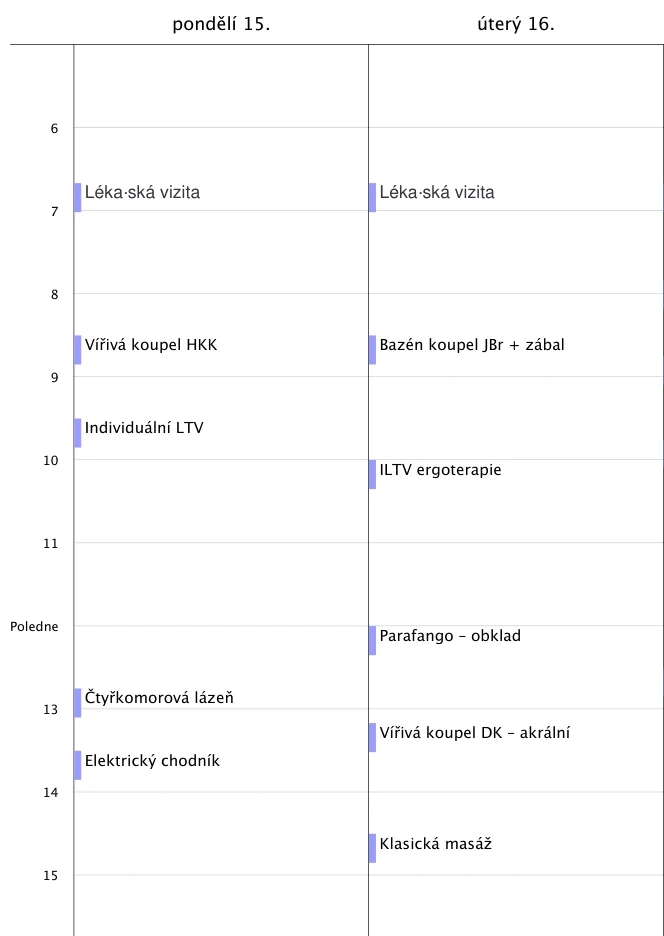 pondělí 15.
úterý 16.
6
Léka·ská vizita
Léka·ská vizita
7
8
Vířivá koupel HKK
Bazén koupel JBr + zábal
9
Individuální LTV
10
ILTV ergoterapie
11
Poledne
Parafango – obklad
Čtyřkomorová lázeň
13
Vířivá koupel DK – akrální
Elektrický chodník
14
Klasická masáž
15